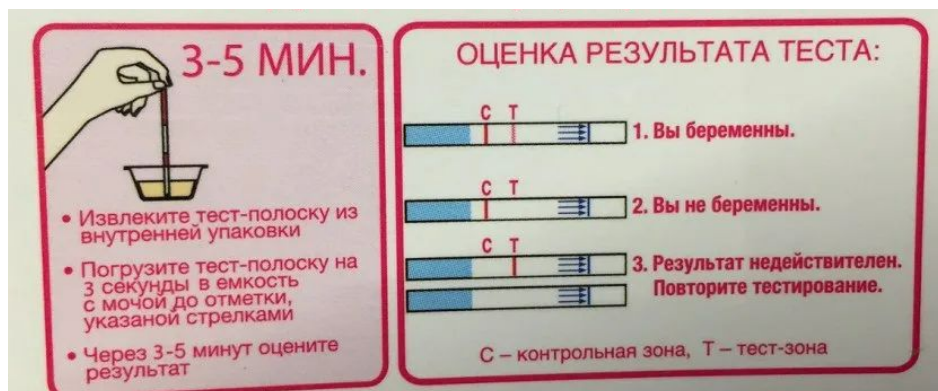 3-5 МИН.
• Извлеките тест-полоску из
внутренней упаковки
• Погрузите тест-полоску на
3 секунды в емкость
с мочой до отметки,
указаной стрелками
• Через 3-5 минут оцените
результат
ОЦЕНКА РЕЗУЛЬТАТА ТЕСТА:
C T
1. Вы беременны.
C T
2. Вы не беременны.
C T
3. Результат недействителен.
Повторите тестирование.
C – контрольная зона, T – тест-зона